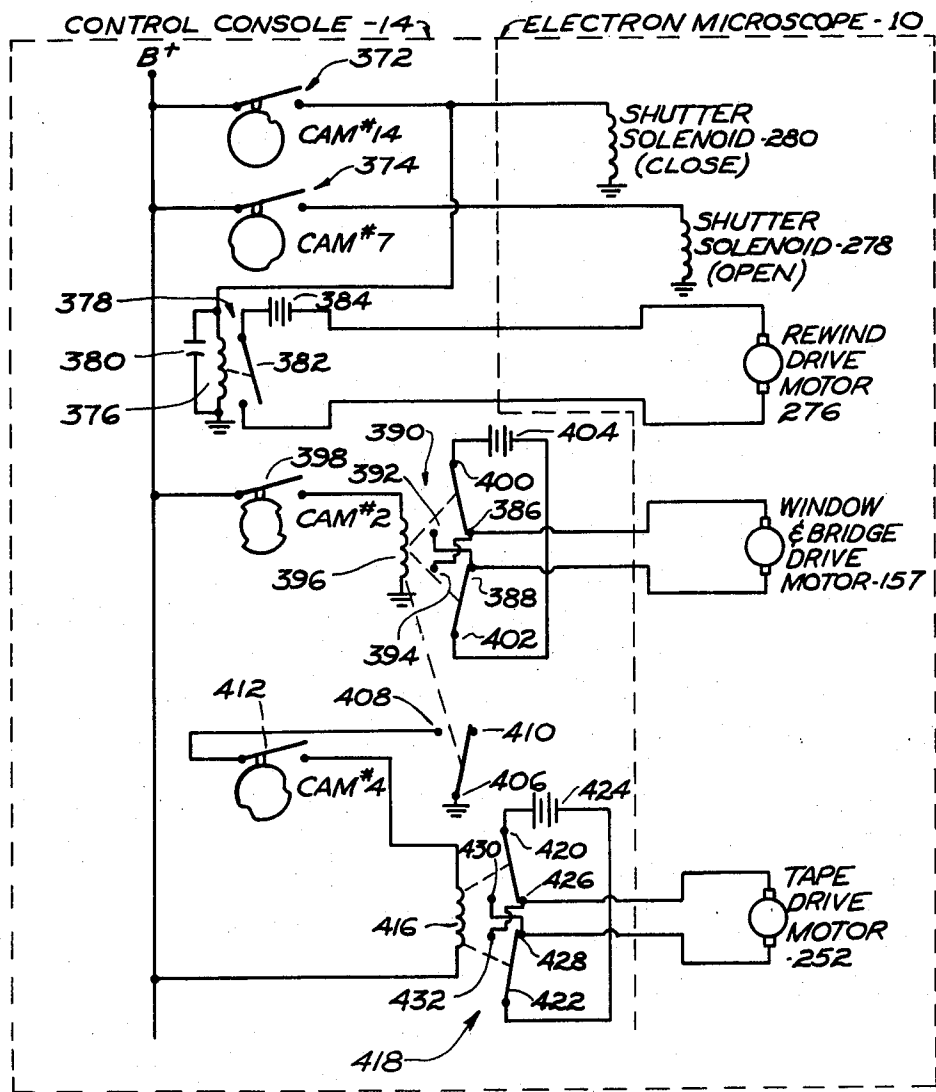 CONTROL CONSOLE -14
ELECTRON MICROSCOPE - 10
B+
372
CAM #14
SHUTTER
SOLENOID-280
(CLOSE)
374
CAM #7
SHUTTER
SOLENOID-278
(OPEN)
378
384
380
382
376
REWIND
DRIVE
MOTOR
276
390
404
398
392
400
386
CAM #2
396
388
394
402
WINDOW
& BRIDGE
DRIVE
MOTOR-157
412
408
410
CAM #4
406
424
430
420
426
416
428
432
422
418
TAPE
DRIVE
MOTOR
-252